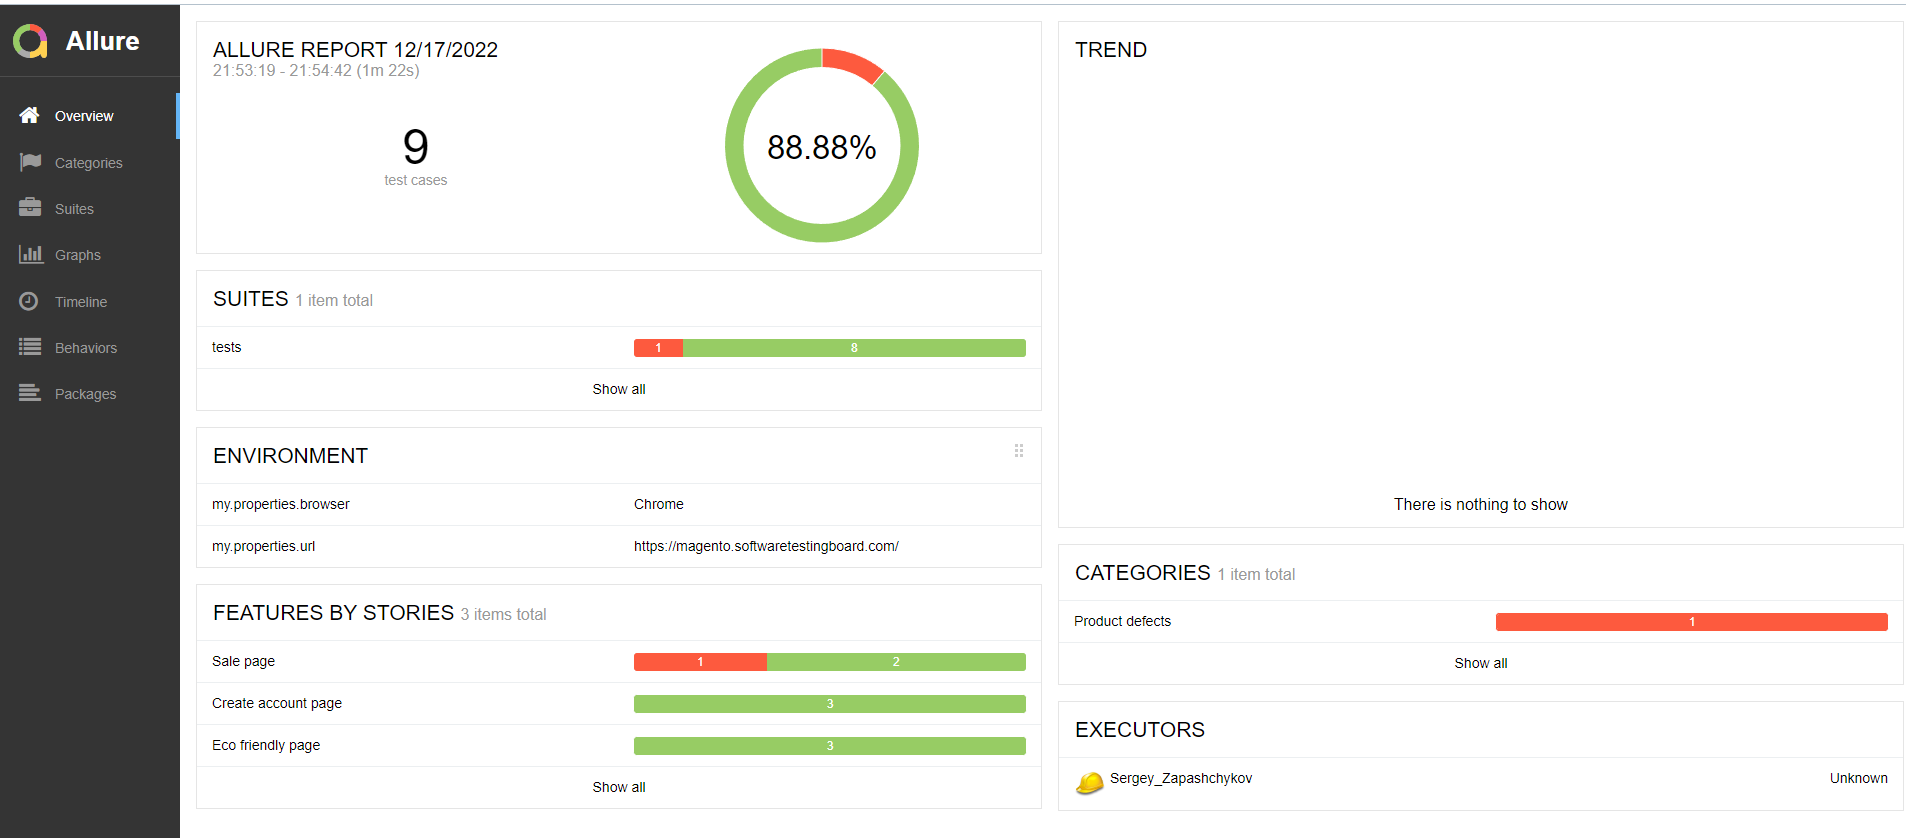 Allure
Overview
Categories
Suites
Graphs
Timeline
Behaviors
Packages
ALLURE REPORT 12/17/2022
21:53:19 - 21:54:42 (1m 22s)
9
test cases
88.88%
SUITES 1 item total
tests 1 8
Show all
ENVIRONMENT
my.properties.browser Chrome
my.properties.url https://magento.softwaretestingboard.com/
FEATURES BY STORIES 3 items total
Sale page 1 2
Create account page 3
Eco friendly page 3
Show all
TREND
There is nothing to show
CATEGORIES 1 item total
Product defects 1
Show all
EXECUTORS
Sergey_Zapashchykov Unknown